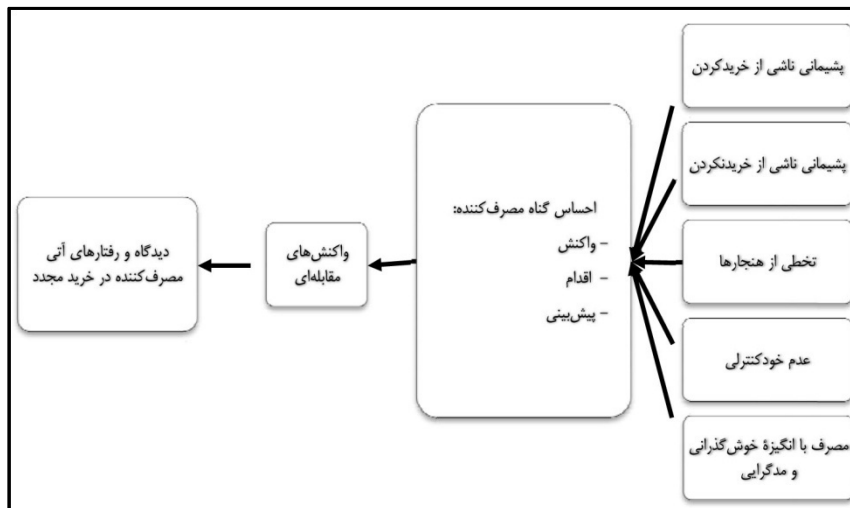 پشیمانی ناشی از خریدکردن
پشیمانی ناشی از خریدنکردن
تخطی از هنجارها
عدم خودکنترلی
مصرف با انگیزهٔ خوش‌گذرانی
و مدگرایی
احساس گناه مصرف‌کننده:
- واکنش
- اقدام
- پیش‌بینی
واکنش‌های
مقابله‌ای
دیدگاه و رفتارهای آتی
مصرف‌کننده در خرید مجدد